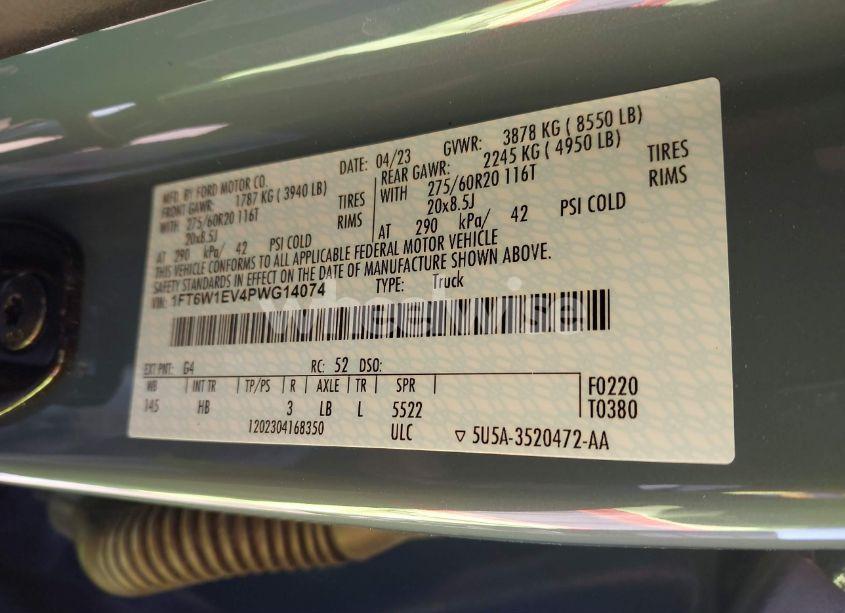 MFD. BY FORD MOTOR CO.
DATE: 04/23 GVWR: 3878 KG ( 8550 LB)
FRONT GAWR: 1787 KG ( 3940 LB) REAR GAWR: 2245 KG ( 4950 LB)
WITH 275/60R20 116T TIRES WITH 275/60R20 116T TIRES
20x8.5J RIMS 20x8.5J RIMS
AT 290 kPa/ 42 PSI COLD AT 290 kPa/ 42 PSI COLD
THIS VEHICLE CONFORMS TO ALL APPLICABLE FEDERAL MOTOR VEHICLE
SAFETY STANDARDS IN EFFECT ON THE DATE OF MANUFACTURE SHOWN ABOVE.
VIN: 1FT6W1EV4PWG14074 TYPE: Truck
wheelwise
EXT PNT: G4 RC: 52 DSO:
WB INT TR TP/PS R AXLE TR SPR F0220
145 HB 3 LB L 5522 T0380
1202304168350 ULC ▽ 5U5A-3520472-AA